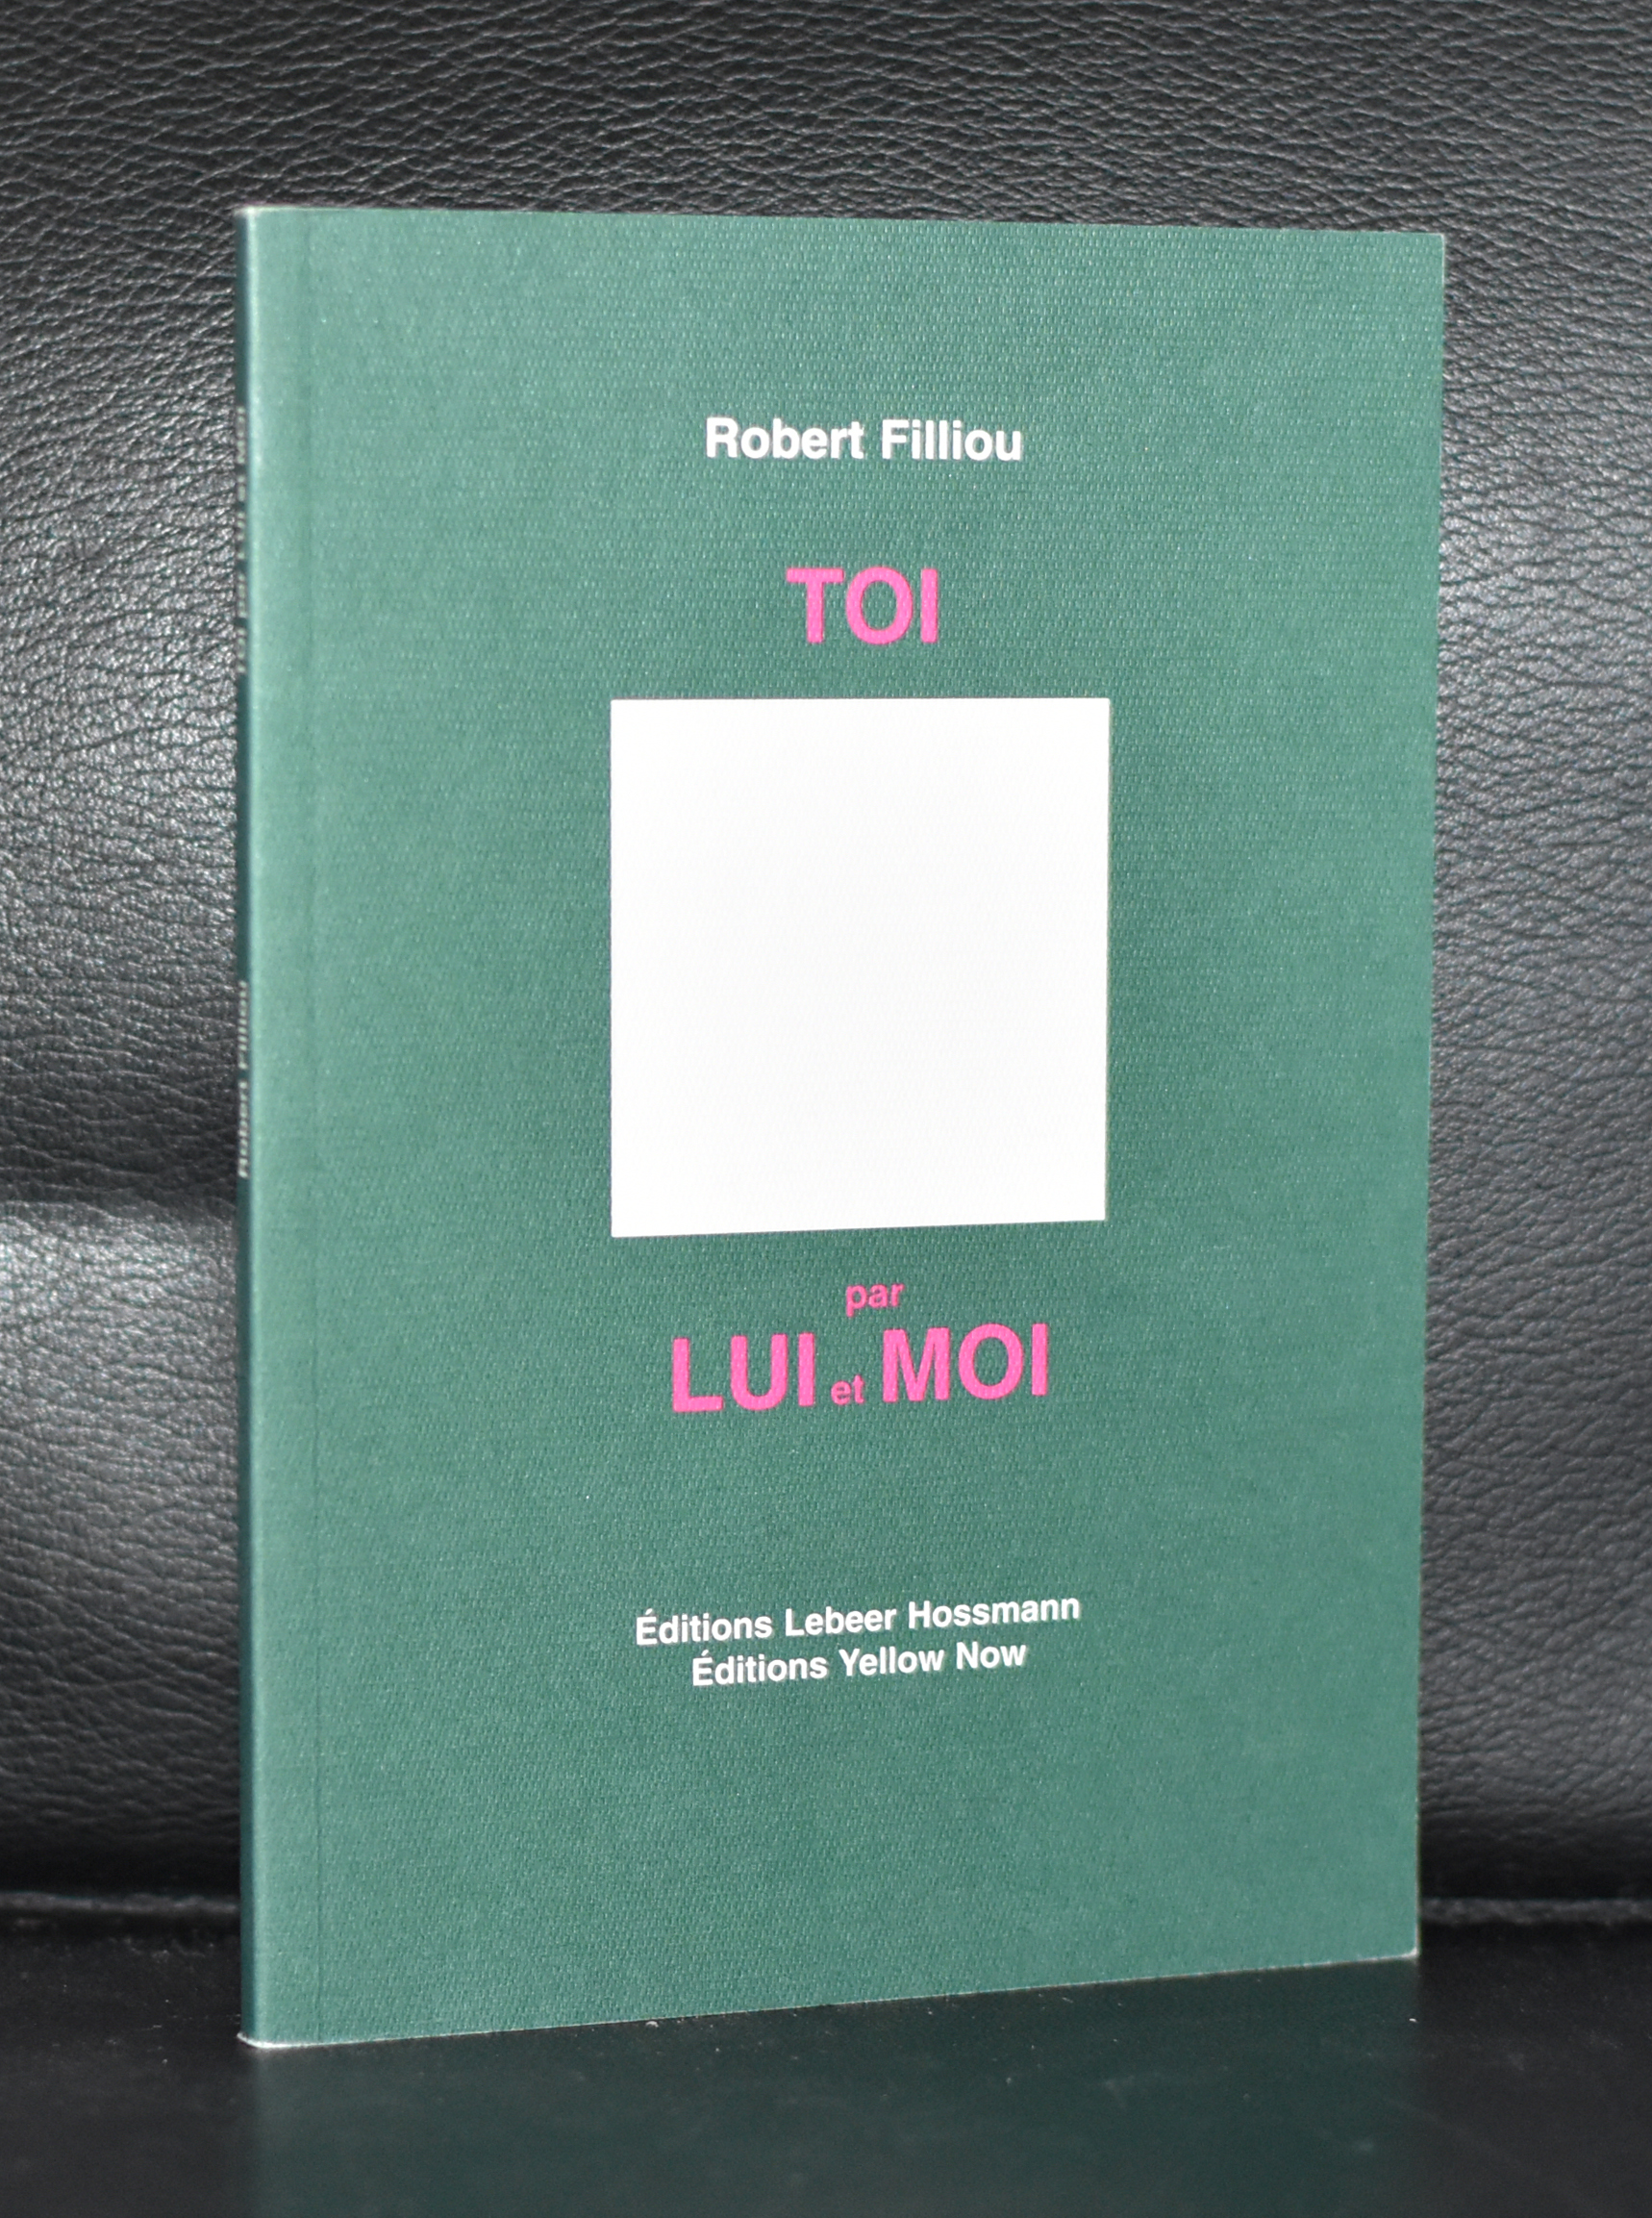 Robert Filliou
TOI
par
LUI et MOI
Éditions Lebeer Hossmann
Éditions Yellow Now